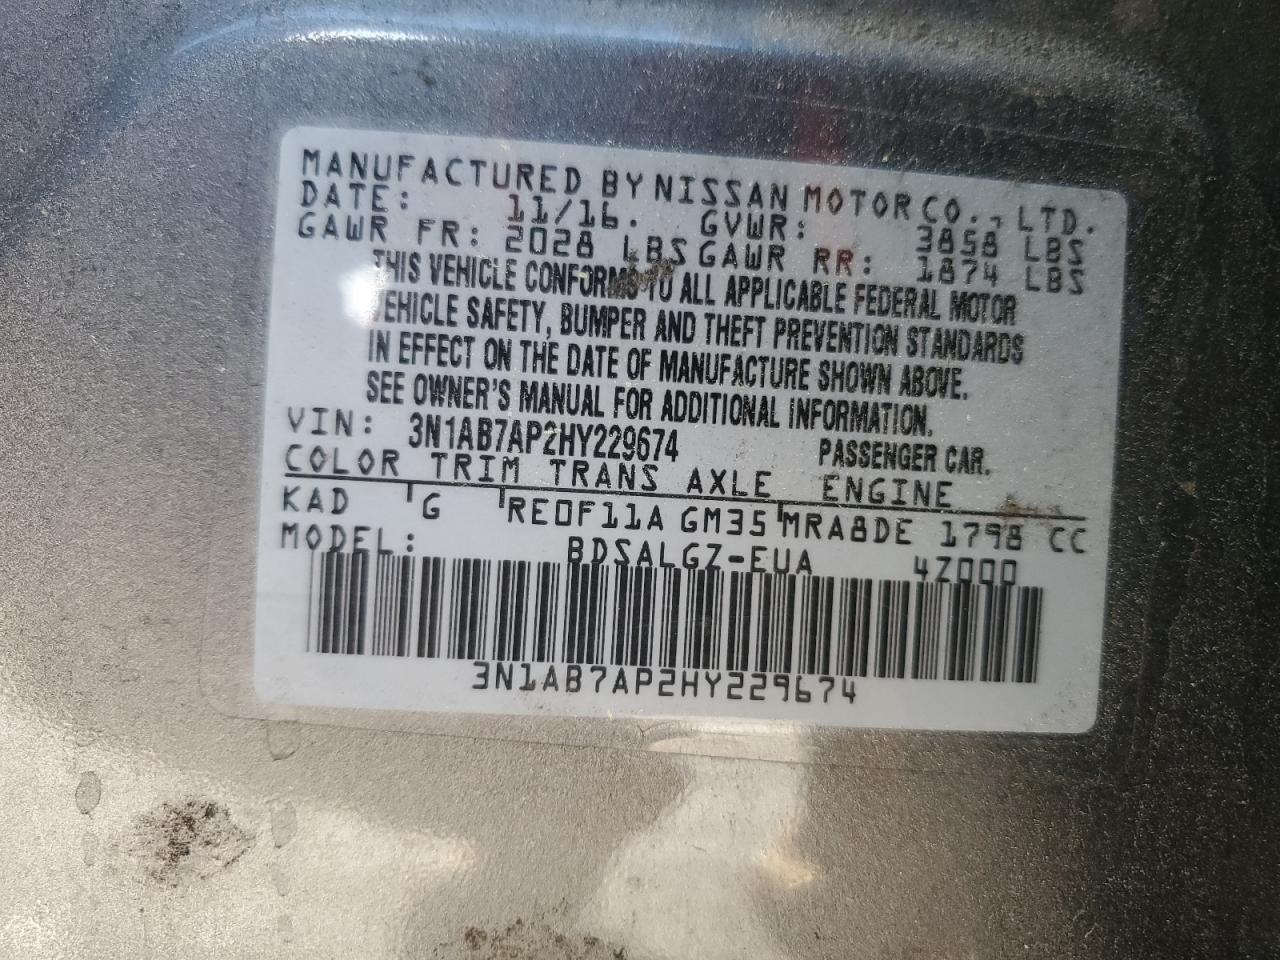 MANUFACTURED BY NISSAN MOTOR CO., LTD.
DATE: 11/16. GVWR: 3858 LBS
GAWR FR: 2028 LBS GAWR RR: 1874 LBS
THIS VEHICLE CONFORMS TO ALL APPLICABLE FEDERAL MOTOR
VEHICLE SAFETY, BUMPER AND THEFT PREVENTION STANDARDS
IN EFFECT ON THE DATE OF MANUFACTURE SHOWN ABOVE.
SEE OWNER'S MANUAL FOR ADDITIONAL INFORMATION.
VIN: 3N1AB7AP2HY229674 PASSENGER CAR.
COLOR TRIM TRANS AXLE ENGINE
KAD G RE0F11A GM35 MRA8DE 1798 CC
MODEL: BDSALGZ-EUA 4Z000
3N1AB7AP2HY229674